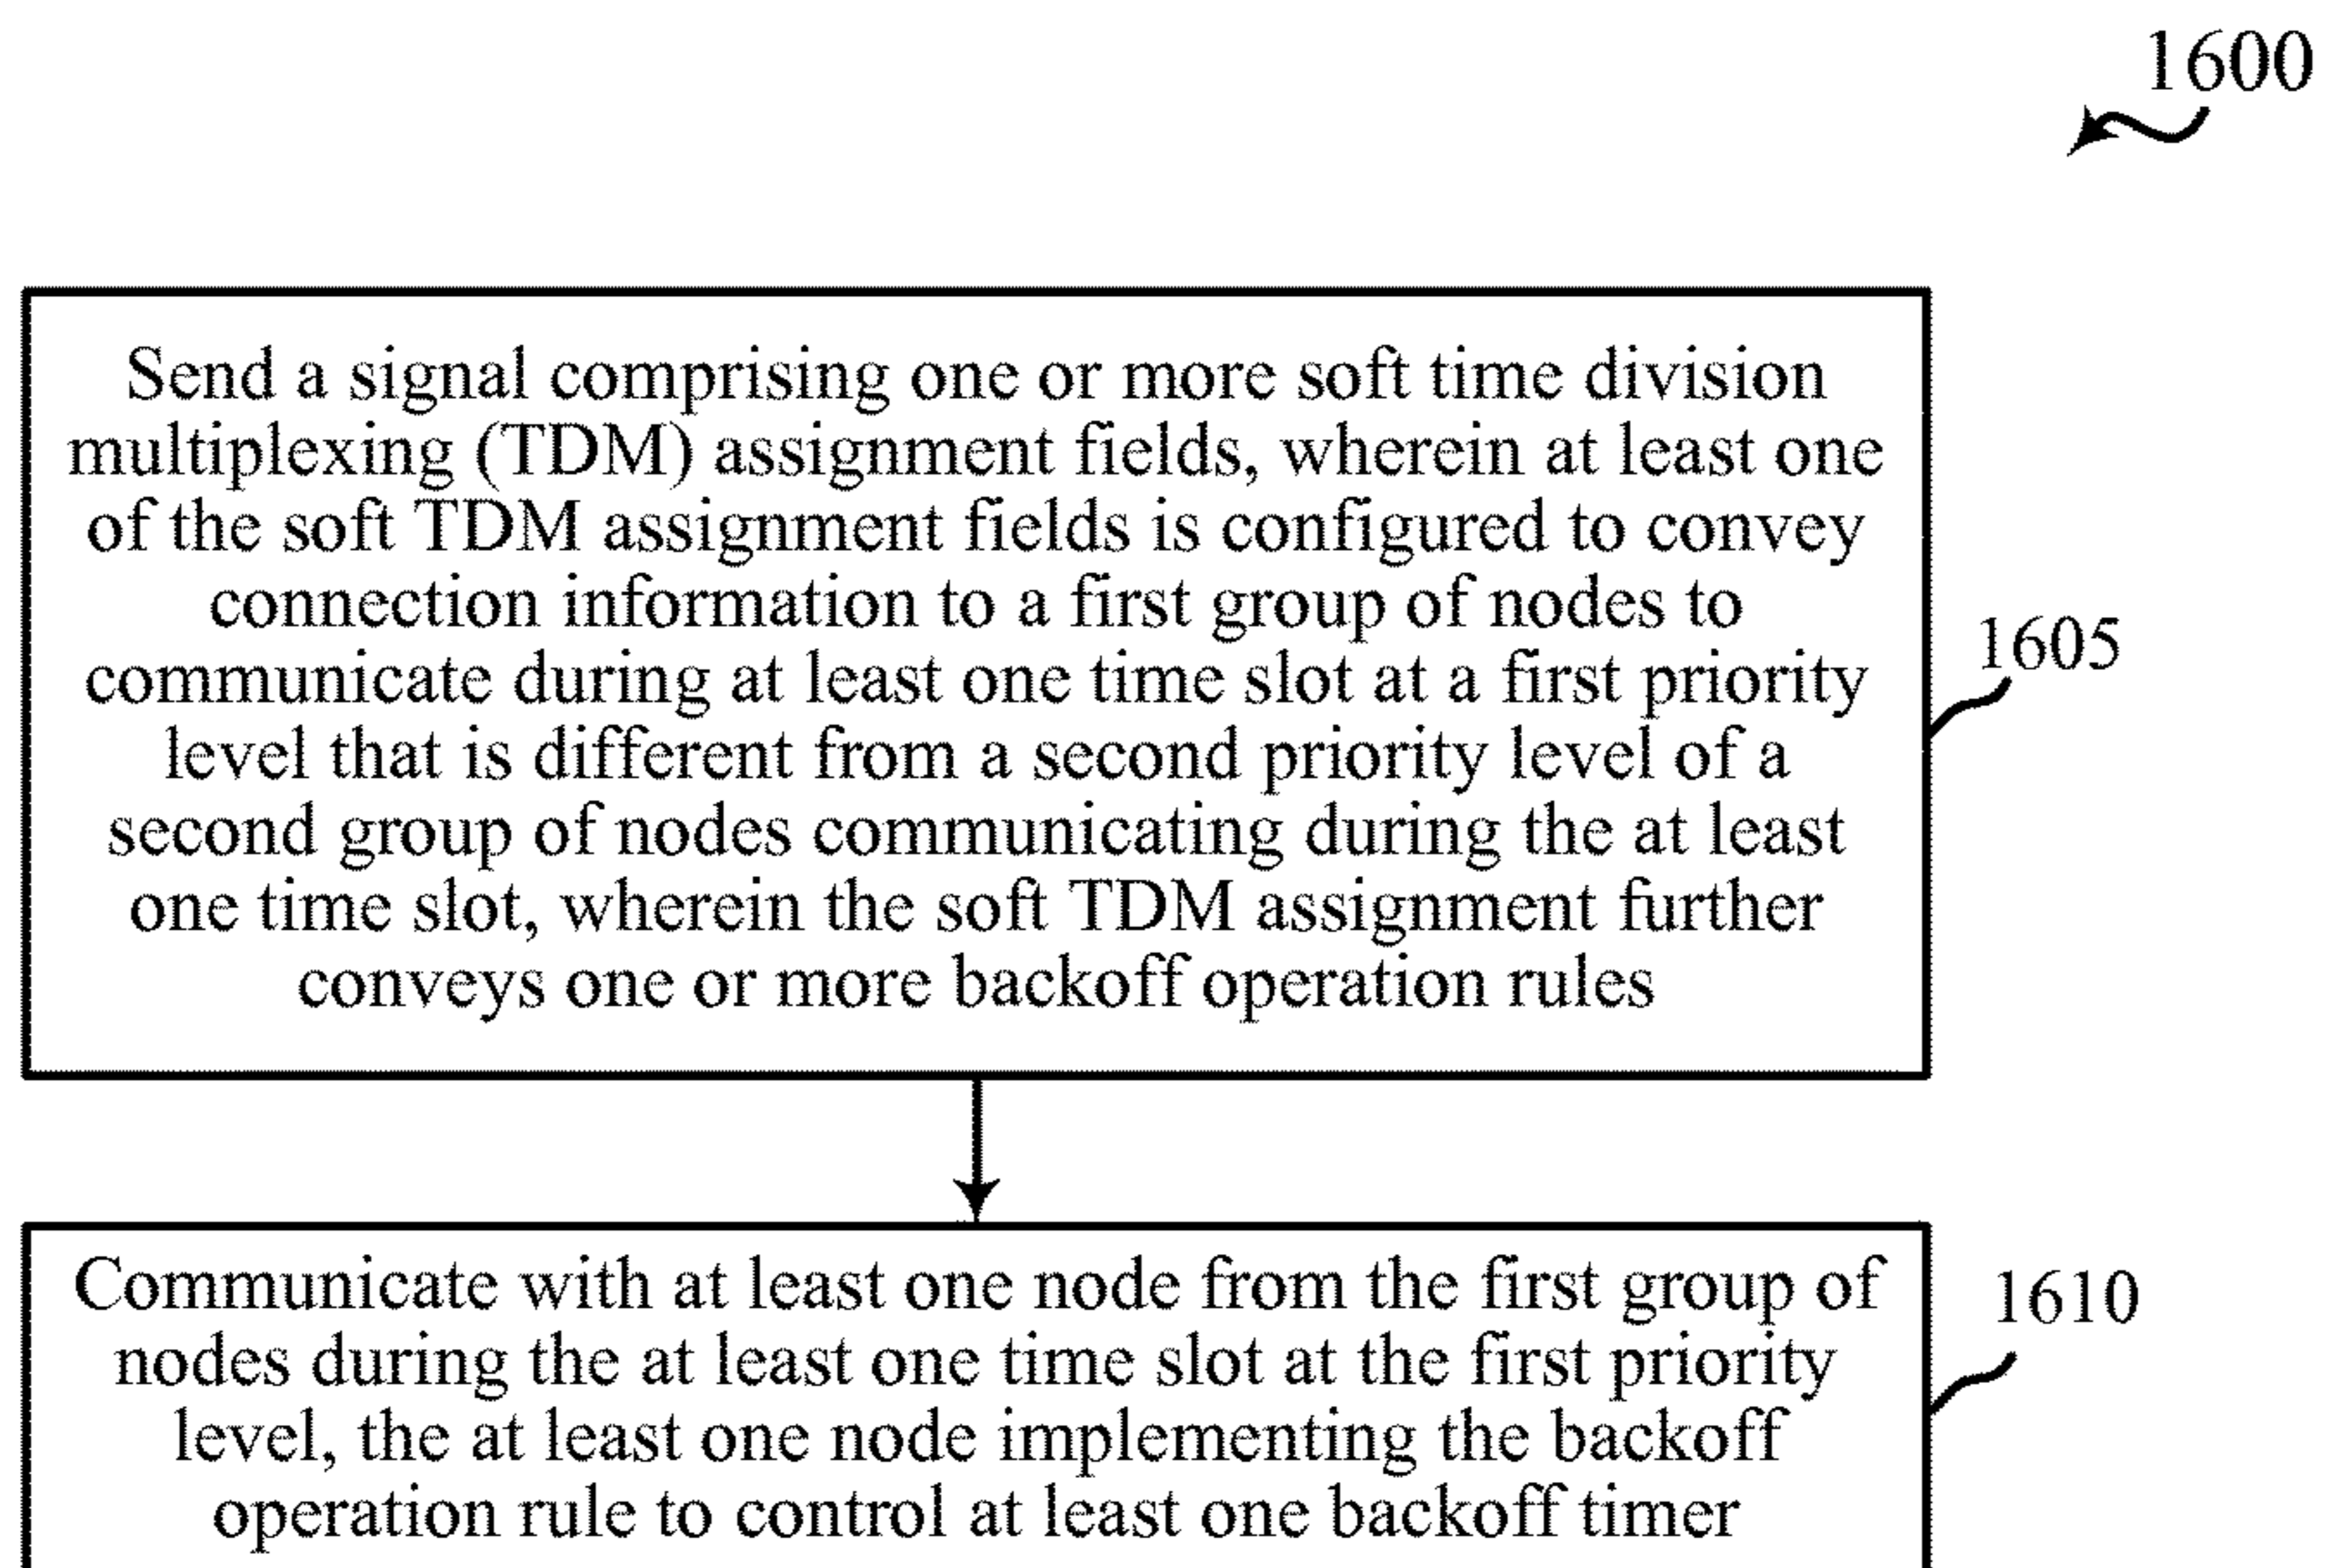 1600
Send a signal comprising one or more soft time division
multiplexing (TDM) assignment fields, wherein at least one
of the soft TDM assignment fields is configured to convey
connection information to a first group of nodes to
communicate during at least one time slot at a first priority
level that is different from a second priority level of a
second group of nodes communicating during the at least
one time slot, wherein the soft TDM assignment further
conveys one or more backoff operation rules
1605
Communicate with at least one node from the first group of
nodes during the at least one time slot at the first priority
level, the at least one node implementing the backoff
operation rule to control at least one backoff timer
1610